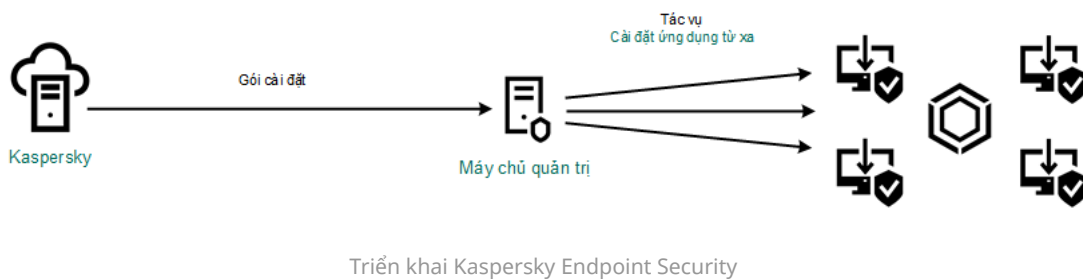 Tác vụ
Cài đặt ứng dụng từ xa
Gói cài đặt
Kaspersky
Máy chủ quản trị
Triển khai Kaspersky Endpoint Security